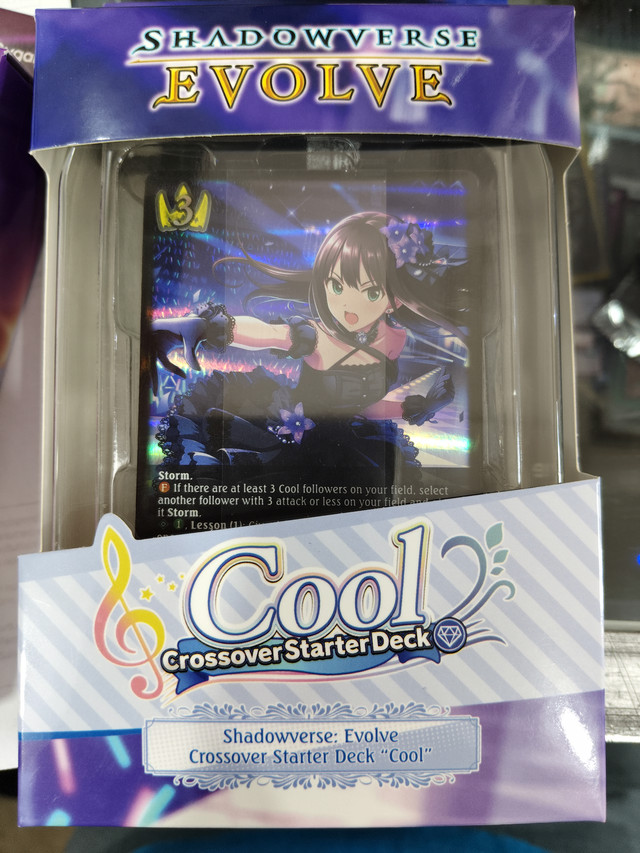 SHADOWVERSE
EVOLVE
3
Storm.
E If there are at least 3 Cool followers on your field, select
another follower with 3 attack or less on your field and
it Storm.
1, Lesson (1):
Cool
Crossover Starter Deck
Shadowverse: Evolve
Crossover Starter Deck “Cool”